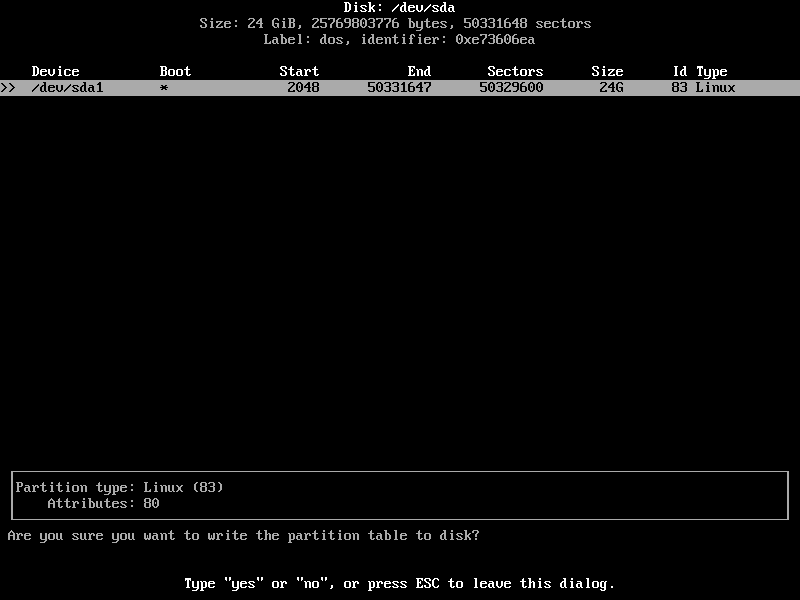 Disk: /dev/sda
Size: 24 GiB, 25769803776 bytes, 50331648 sectors
Label: dos, identifier: 0xe73606ea
Device Boot Start End Sectors Size Id Type
>> /dev/sda1 * 2048 50331647 50329600 24G 83 Linux
Partition type: Linux (83)
Attributes: 80
Are you sure you want to write the partition table to disk?
Type "yes" or "no", or press ESC to leave this dialog.